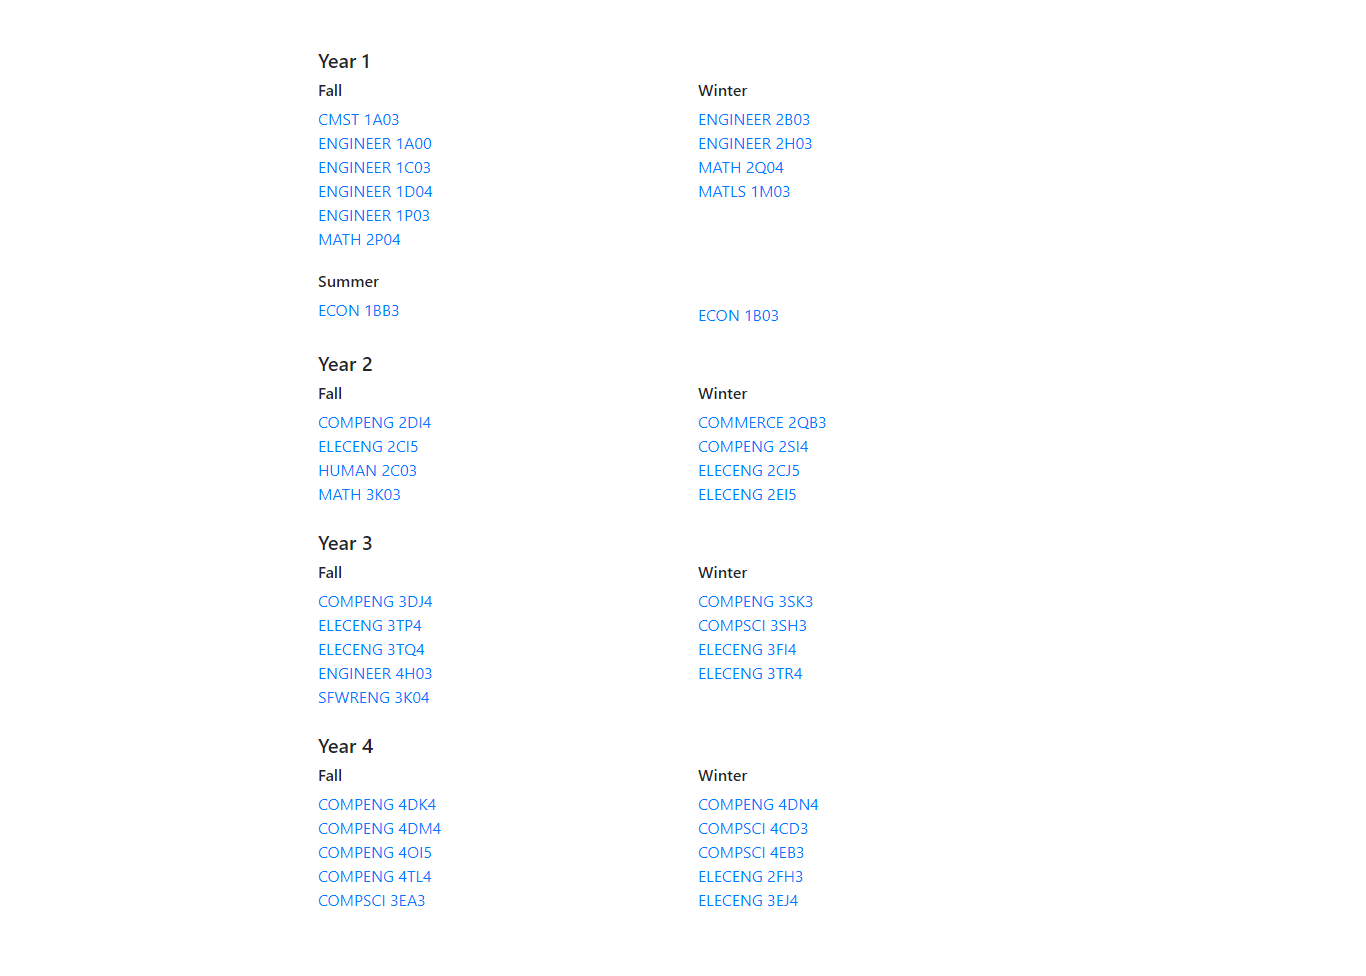 Year 1
Fall
CMST 1A03
ENGINEER 1A00
ENGINEER 1C03
ENGINEER 1D04
ENGINEER 1P03
MATH 2P04
Winter
ENGINEER 2B03
ENGINEER 2H03
MATH 2Q04
MATLS 1M03
Summer
ECON 1BB3
ECON 1B03
Year 2
Fall
COMPENG 2DI4
ELECENG 2CI5
HUMAN 2C03
MATH 3K03
Winter
COMMERCE 2QB3
COMPENG 2SI4
ELECENG 2CJ5
ELECENG 2EI5
Year 3
Fall
COMPENG 3DJ4
ELECENG 3TP4
ELECENG 3TQ4
ENGINEER 4H03
SFWRENG 3K04
Winter
COMPENG 3SK3
COMPSCI 3SH3
ELECENG 3FI4
ELECENG 3TR4
Year 4
Fall
COMPENG 4DK4
COMPENG 4DM4
COMPENG 4OI5
COMPENG 4TL4
COMPSCI 3EA3
Winter
COMPENG 4DN4
COMPSCI 4CD3
COMPSCI 4EB3
ELECENG 2FH3
ELECENG 3EJ4